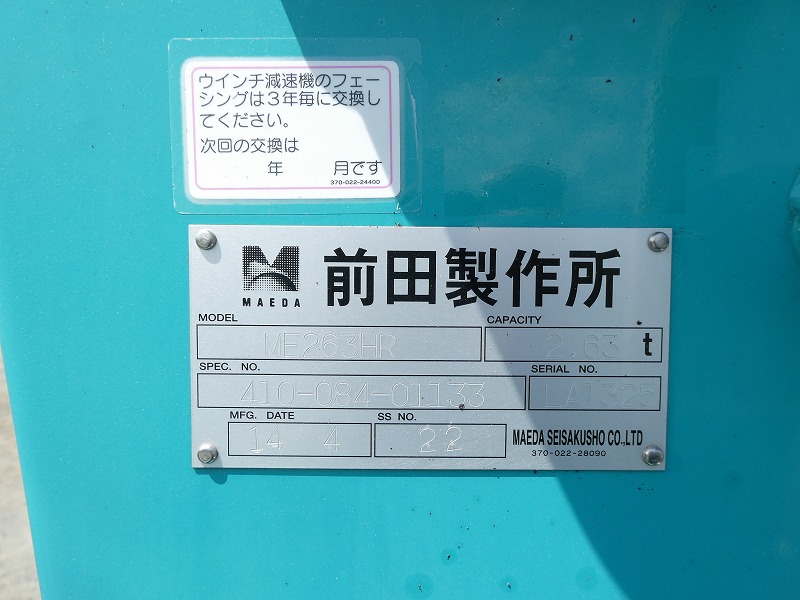 ウインチ減速機のフェー
シングは3年毎に交換し
てください。
次回の交換は
年 月です
370-022-24400
前田製作所
MAEDA
MODEL CAPACITY
MF263HR 2.63 t
SPEC. NO. SERIAL NO.
410-084-01133 LA1325
MFG. DATE SS NO.
14 4 22 MAEDA SEISAKUSHO CO.,LTD
370-022-28090